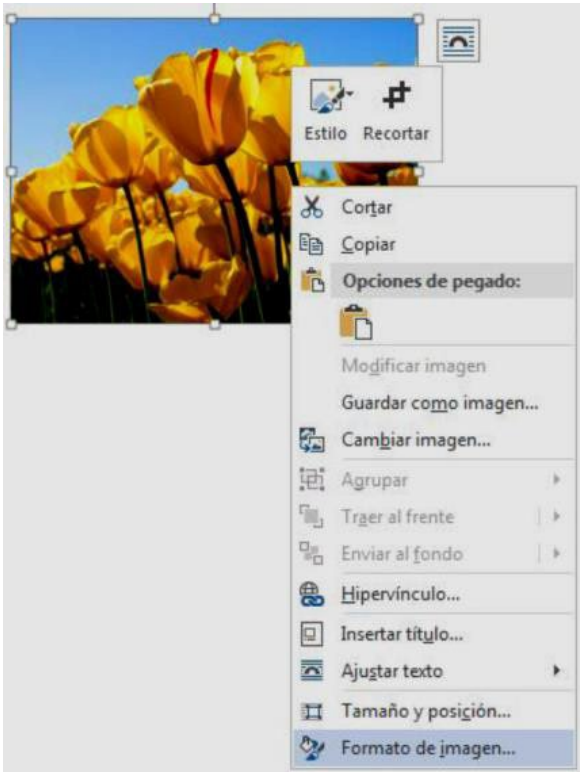 Estilo Recortar
Cortar
Copiar
Opciones de pegado:
Modificar imagen
Guardar como imagen...
Cambiar imagen...
Agrupar
Traer al frente
Enviar al fondo
Hipervínculo...
Insertar título...
Ajustar texto
Tamaño y posición...
Formato de imagen...